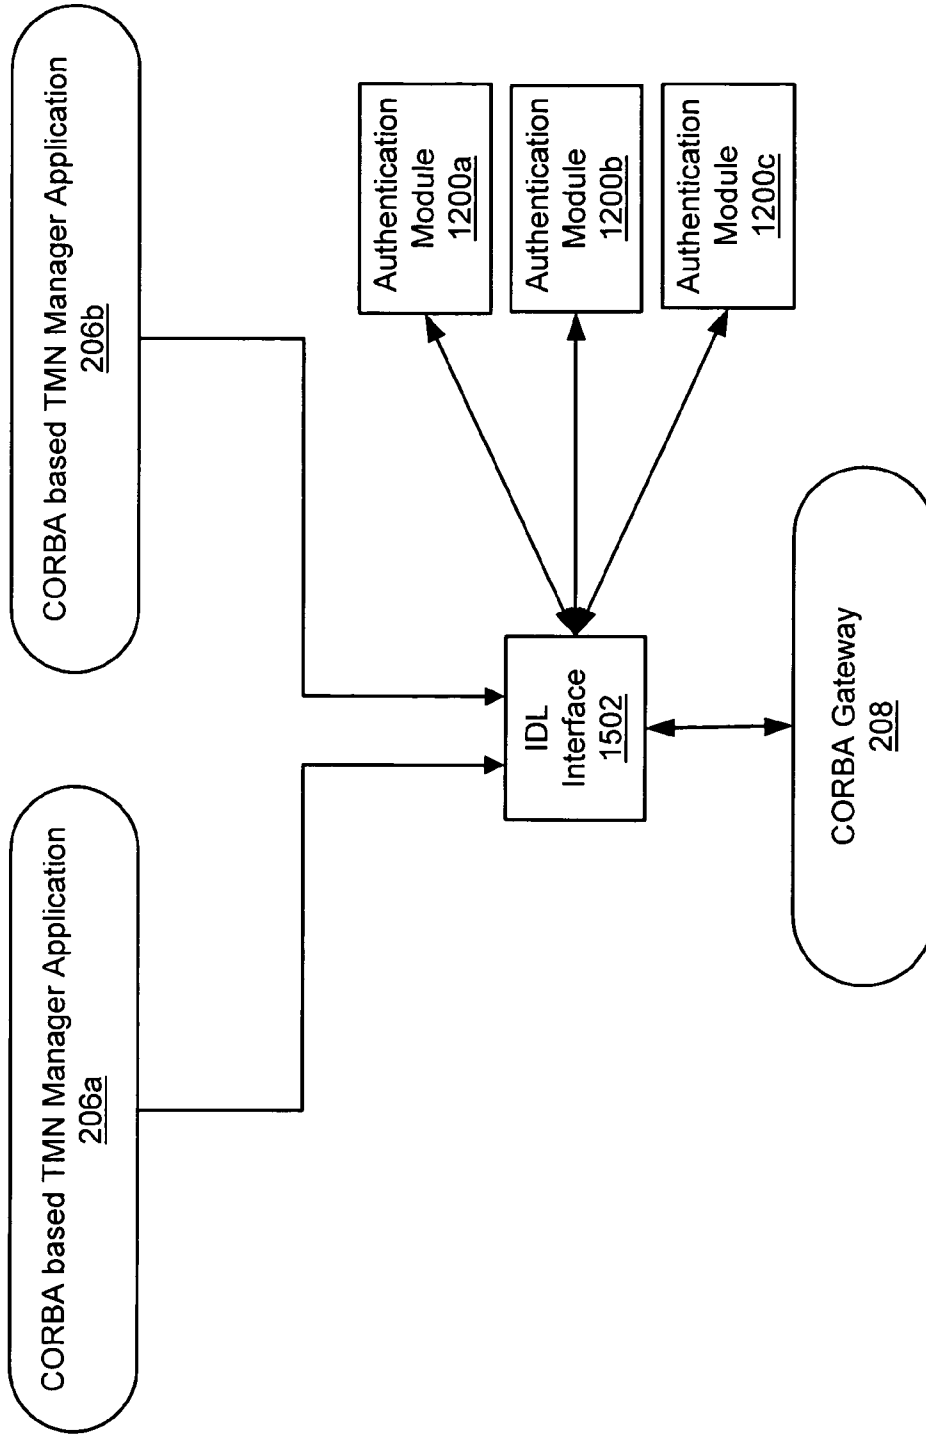 CORBA based TMN Manager Application
206a
CORBA based TMN Manager Application
206b
IDL
Interface
1502
Authentication
Module
1200a
Authentication
Module
1200b
Authentication
Module
1200c
CORBA Gateway
208